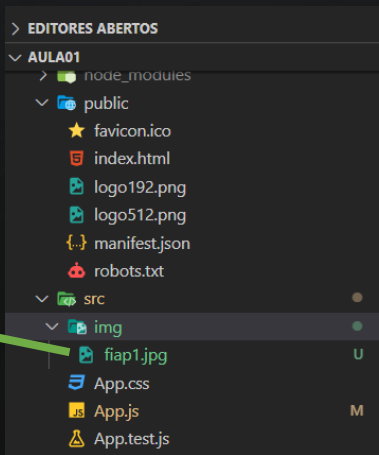 EDITORES ABERTOS
AULA01
node_modules
public
favicon.ico
index.html
logo192.png
logo512.png
manifest.json
robots.txt
src
img
fiap1.jpg U
App.css
App.js M
App.test.js